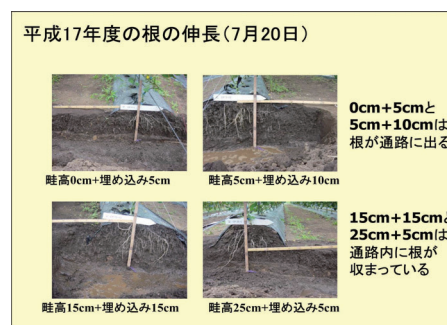 平成17年度の根の伸長(7月20日)
畦高0cm+埋め込み5cm
畦高5cm+埋め込み10cm
0cm+5cmと
5cm+10cmは
根が通路に出る
畦高15cm+埋め込み15cm
畦高25cm+埋め込み5cm
15cm+15cmと
25cm+5cmは
通路内に根が
収まっている